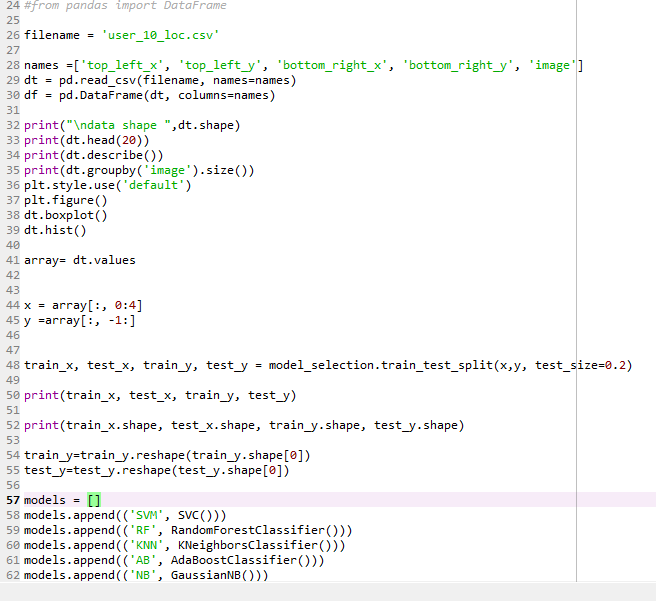 24 #from pandas import DataFrame
25
26 filename = 'user_10_loc.csv'
27
28 names =['top_left_x', 'top_left_y', 'bottom_right_x', 'bottom_right_y', 'image']
29 dt = pd.read_csv(filename, names=names)
30 df = pd.DataFrame(dt, columns=names)
31
32 print("\ndata shape ",dt.shape)
33 print(dt.head(20))
34 print(dt.describe())
35 print(dt.groupby('image').size())
36 plt.style.use('default')
37 plt.figure()
38 dt.boxplot()
39 dt.hist()
40
41 array= dt.values
42
43
44 x = array[:, 0:4]
45 y =array[:, -1:]
46
47
48 train_x, test_x, train_y, test_y = model_selection.train_test_split(x,y, test_size=0.2)
49
50 print(train_x, test_x, train_y, test_y)
51
52 print(train_x.shape, test_x.shape, train_y.shape, test_y.shape)
53
54 train_y=train_y.reshape(train_y.shape[0])
55 test_y=test_y.reshape(test_y.shape[0])
56
57 models = []
58 models.append(('SVM', SVC()))
59 models.append(('RF', RandomForestClassifier()))
60 models.append(('KNN', KNeighborsClassifier()))
61 models.append(('AB', AdaBoostClassifier()))
62 models.append(('NB', GaussianNB()))